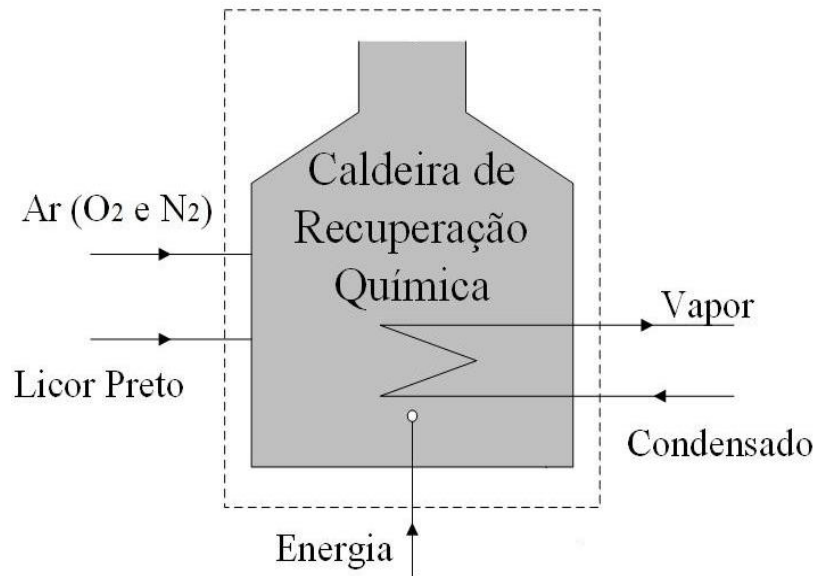 Caldeira de
Recuperação
Química
Ar (O2 e N2)
Licor Preto
Vapor
Condensado
Energia